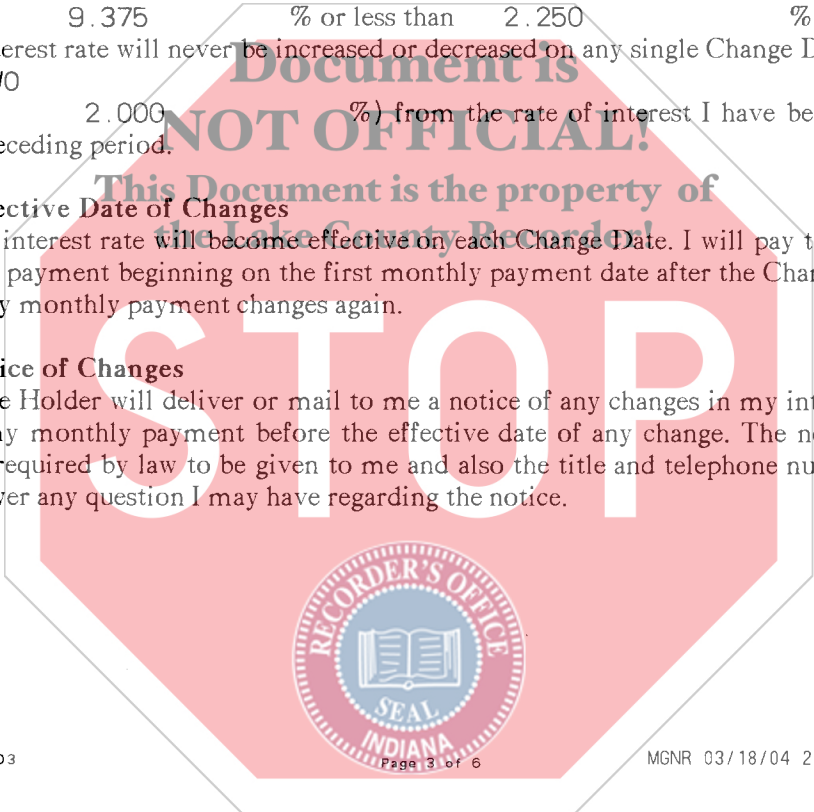 9.375 % or less than 2.250 %
terest rate will never be increased or decreased on any single Change D
2.000 %) from the rate of interest I have be
eceding period.
ective Date of Changes
interest rate will become effective on each Change Date. I will pay t
payment beginning on the first monthly payment date after the Chan
y monthly payment changes again.
ice of Changes
e Holder will deliver or mail to me a notice of any changes in my int
ny monthly payment before the effective date of any change. The no
required by law to be given to me and also the title and telephone nu
ver any question I may have regarding the notice.
Document is
NOT OFFICIAL!
This Document is the property of
the Lake County Recorder!
STOP
RECORDER'S OFFICE
SEAL
INDIANA
03
Page 3 of 6
MGNR 03/18/04 2